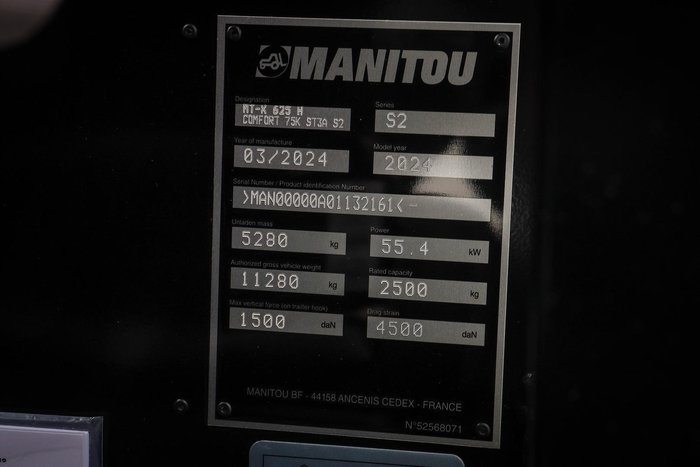 MANITOU
Designation
MT-X 625 H
COMFORT 75K ST3A S2
Series
S2
Year of manufacture
03/2024
Model year
2024
Serial Number / Product identification Number
>MAN00000A01132161<-
Unladen mass
5280 kg
Power
55.4 kW
Authorized gross vehicle weight
11280 kg
Rated capacity
2500 kg
Max vertical force (on trailer hook)
1500 daN
Drag strain
4500 daN
MANITOU BF - 44158 ANCENIS CEDEX - FRANCE
N°52568071